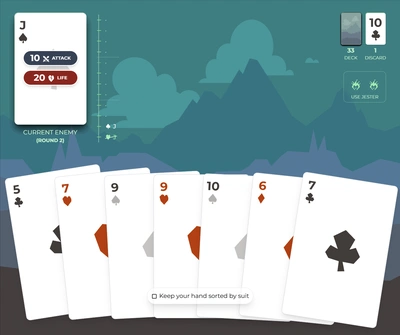 J
10 ATTACK
20 LIFE
CURRENT ENEMY
(ROUND 2)
J
10
33
DECK
1
DISCARD
USE JESTER
5
7
9
9
10
6
7
Keep your hand sorted by suit